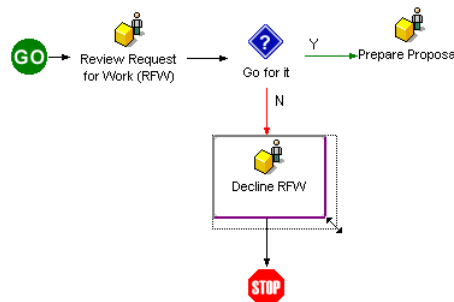 GO
Review Request
for Work (RFW)
Go for it
Y
Prepare Proposa
N
Decline RFW
STOP